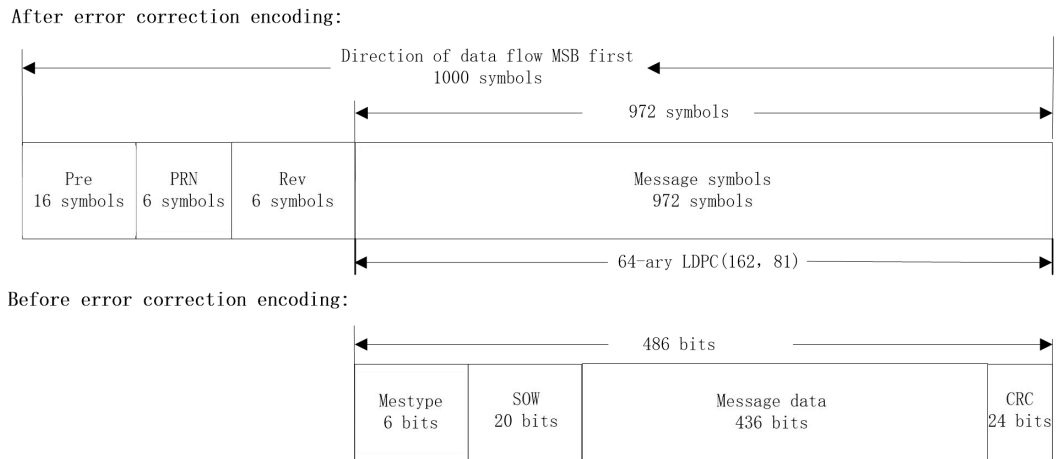 After error correction encoding:
Direction of data flow MSB first
1000 symbols
972 symbols
Pre
16 symbols
PRN
6 symbols
Rev
6 symbols
Message symbols
972 symbols
64-ary LDPC(162, 81)
Before error correction encoding:
486 bits
Mestype
6 bits
SOW
20 bits
Message data
436 bits
CRC
24 bits